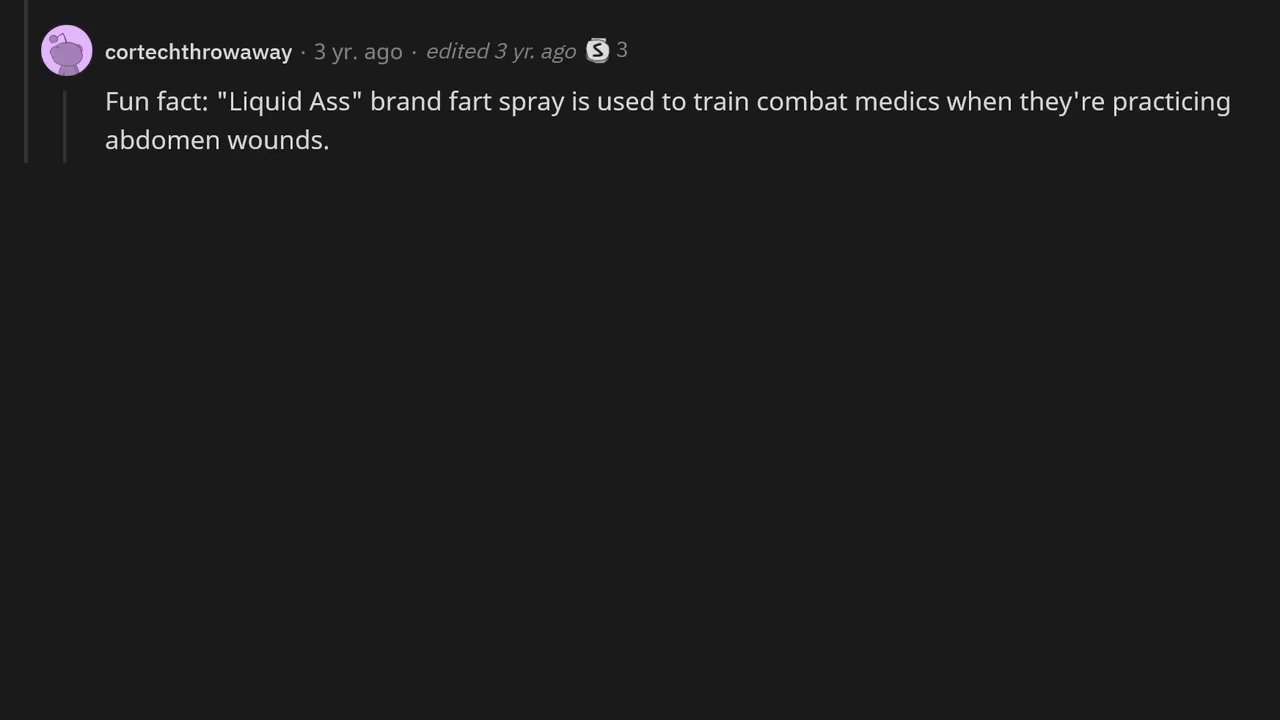 cortechthrowaway · 3 yr. ago · edited 3 yr. ago S 3
Fun fact: "Liquid Ass" brand fart spray is used to train combat medics when they're practicing
abdomen wounds.